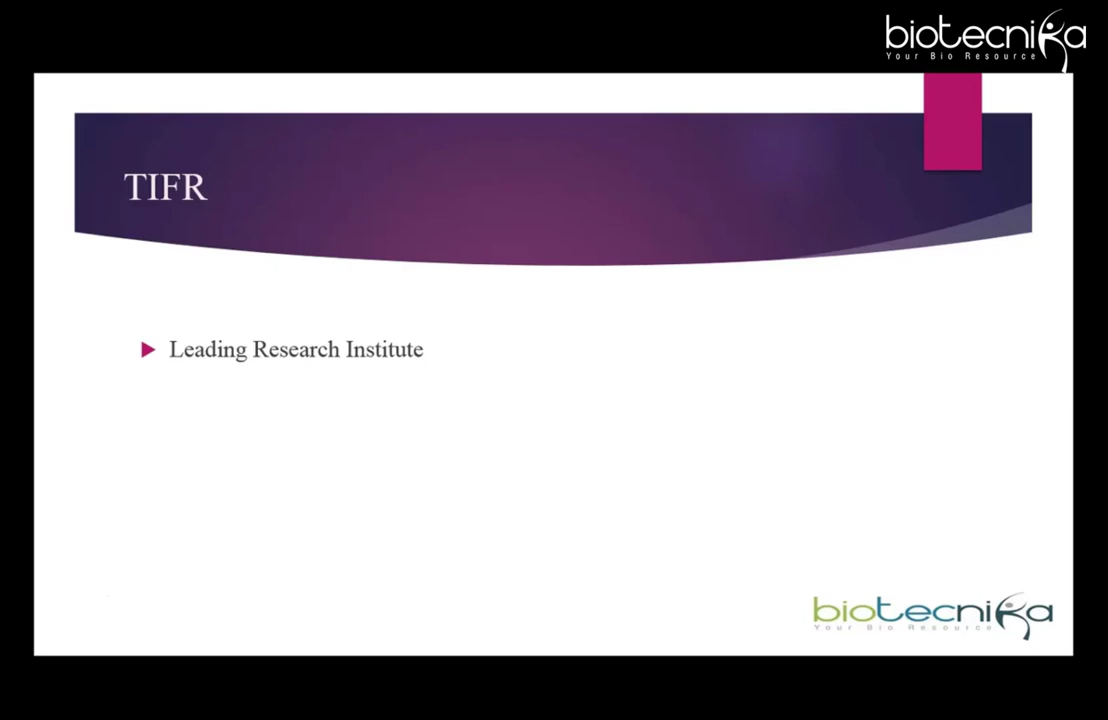 biotecnika
Your Bio Resource
TIFR
Leading Research Institute
biotecnika
Your Bio Resource